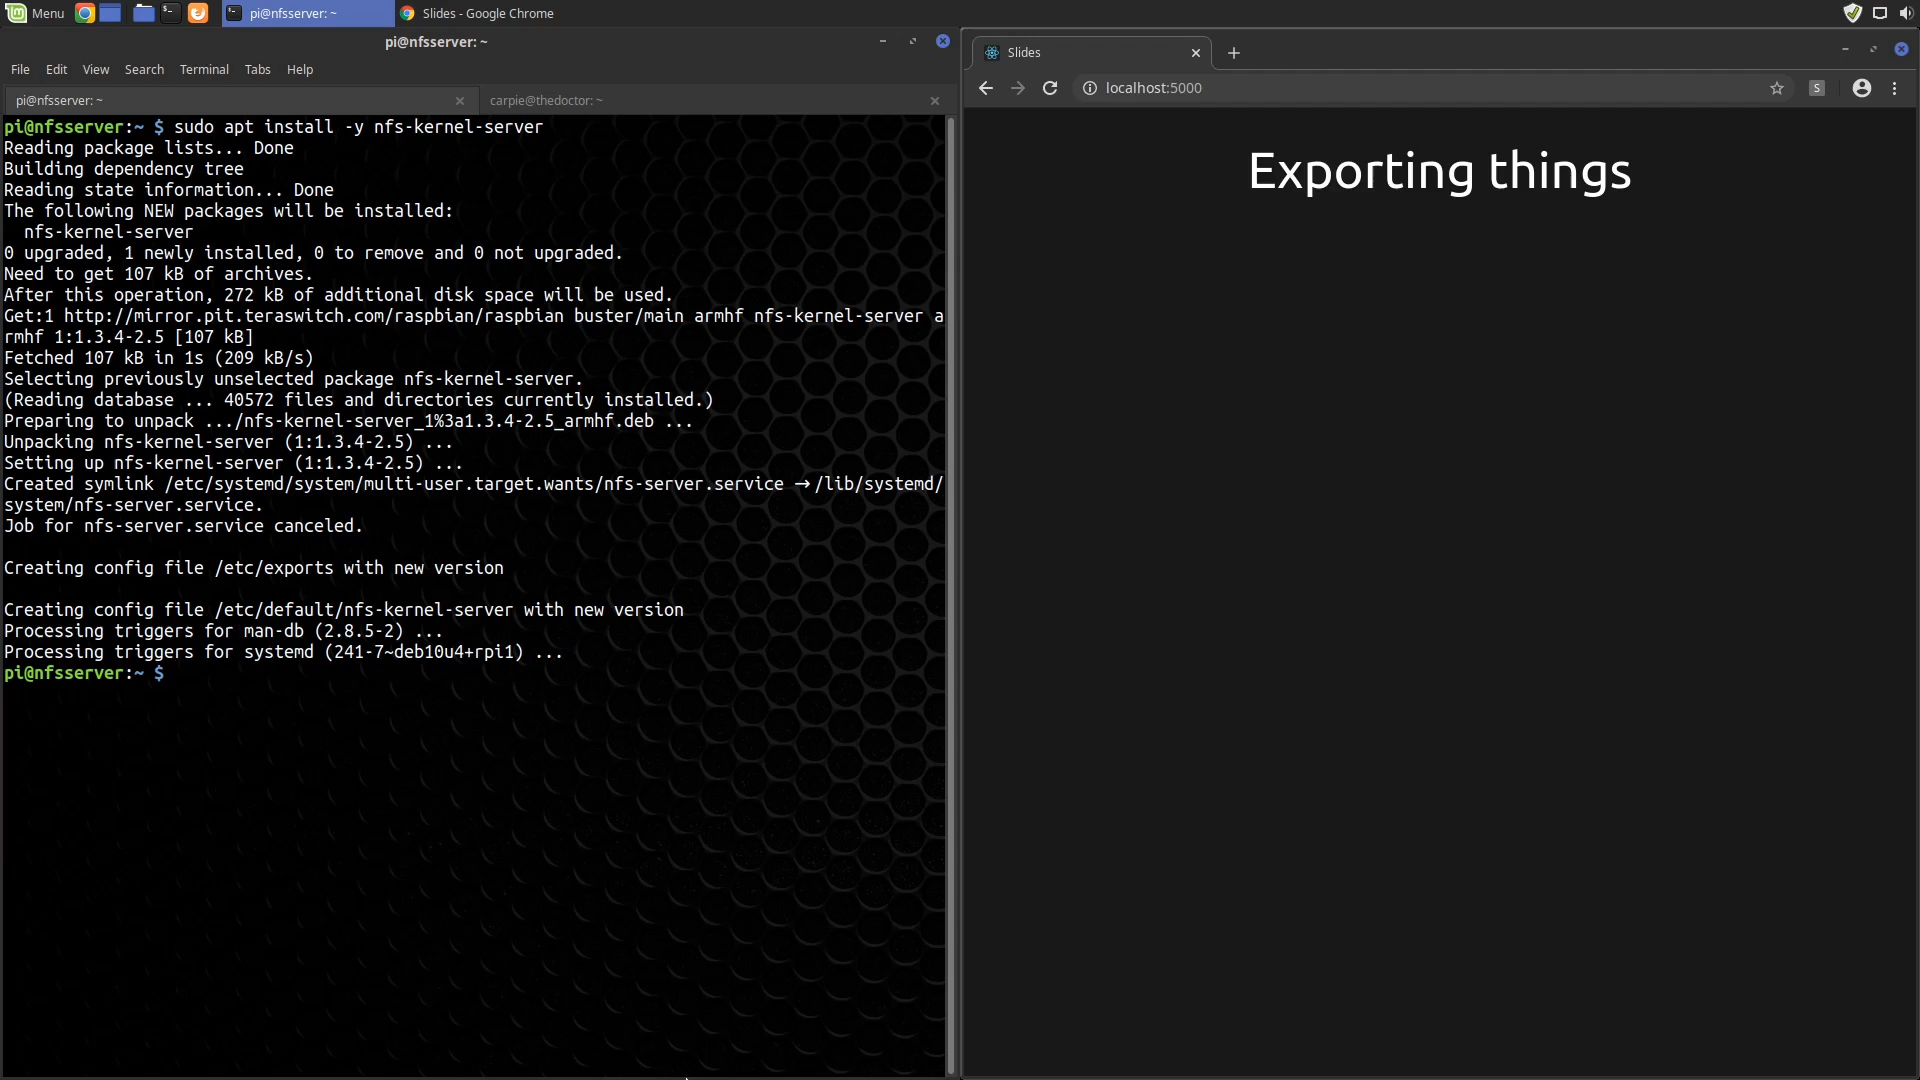 Menu
pi@nfsserver: ~
Slides - Google Chrome
pi@nfsserver: ~
File Edit View Search Terminal Tabs Help
pi@nfsserver: ~
carpie@thedoctor: ~
pi@nfsserver:~ $ sudo apt install -y nfs-kernel-server
Reading package lists... Done
Building dependency tree
Reading state information... Done
The following NEW packages will be installed:
nfs-kernel-server
0 upgraded, 1 newly installed, 0 to remove and 0 not upgraded.
Need to get 107 kB of archives.
After this operation, 272 kB of additional disk space will be used.
Get:1 http://mirror.pit.teraswitch.com/raspbian/raspbian buster/main armhf nfs-kernel-server a
rmhf 1:1.3.4-2.5 [107 kB]
Fetched 107 kB in 1s (209 kB/s)
Selecting previously unselected package nfs-kernel-server.
(Reading database ... 40572 files and directories currently installed.)
Preparing to unpack .../nfs-kernel-server_1%3a1.3.4-2.5_armhf.deb ...
Unpacking nfs-kernel-server (1:1.3.4-2.5) ...
Setting up nfs-kernel-server (1:1.3.4-2.5) ...
Created symlink /etc/systemd/system/multi-user.target.wants/nfs-server.service → /lib/systemd/
system/nfs-server.service.
Job for nfs-server.service canceled.
Creating config file /etc/exports with new version
Creating config file /etc/default/nfs-kernel-server with new version
Processing triggers for man-db (2.8.5-2) ...
Processing triggers for systemd (241-7~deb10u4+rpi1) ...
pi@nfsserver:~ $
Slides
localhost:5000
S
Exporting things